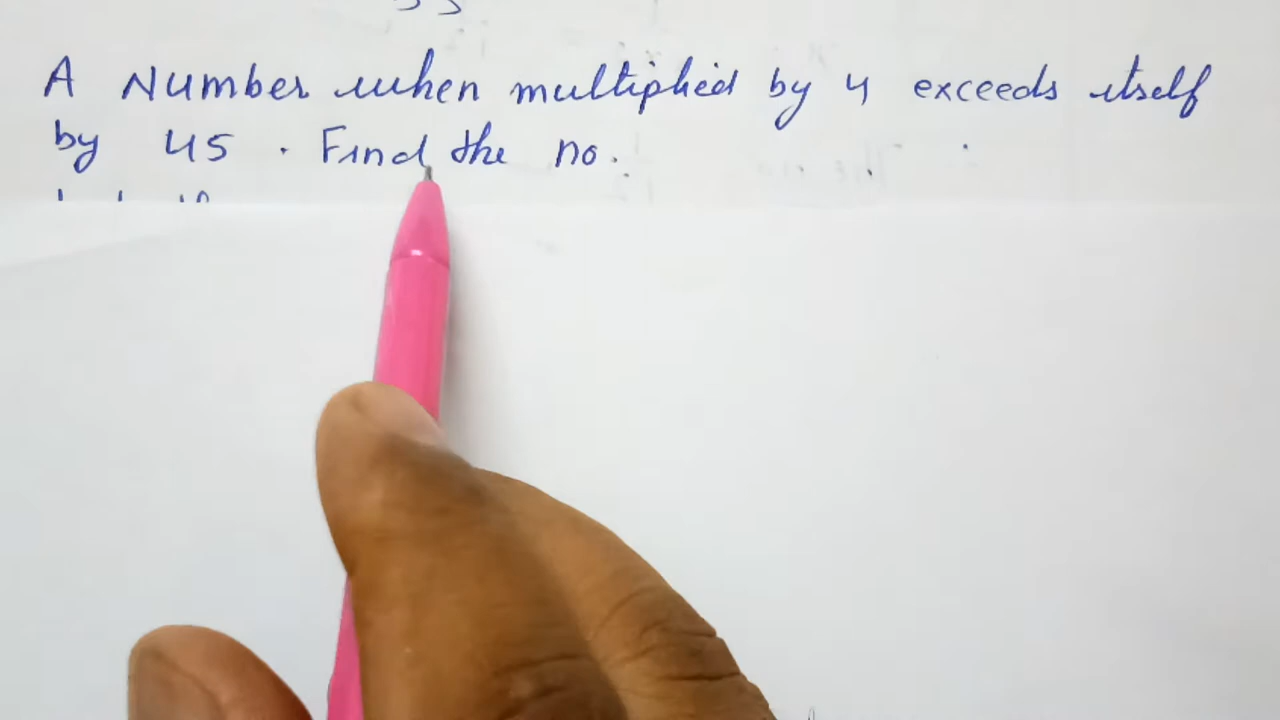 A Number when multiplied by 4 exceeds itself
by 45 . Find the no.